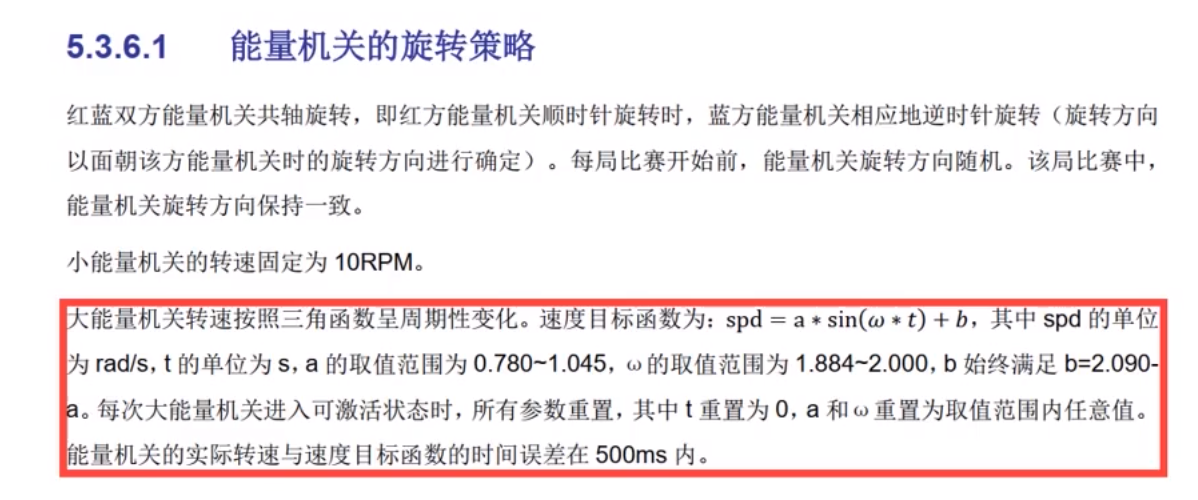 5.3.6.1 能量机关的旋转策略
红蓝双方能量机关共轴旋转，即红方能量机关顺时针旋转时，蓝方能量机关相应地逆时针旋转（旋转方向
以面朝该方能量机关时的旋转方向进行确定）。每局比赛开始前，能量机关旋转方向随机。该局比赛中，
能量机关旋转方向保持一致。
小能量机关的转速固定为 10RPM。
大能量机关转速按照三角函数呈周期性变化。速度目标函数为：spd = a ∗ sin(ω ∗ t) + b，其中 spd 的单位
为 rad/s，t 的单位为 s，a 的取值范围为 0.780~1.045，ω 的取值范围为 1.884~2.000，b 始终满足 b=2.090-
a。每次大能量机关进入可激活状态时，所有参数重置，其中 t 重置为 0，a 和 ω 重置为取值范围内任意值。
能量机关的实际转速与速度目标函数的时间误差在 500ms 内。